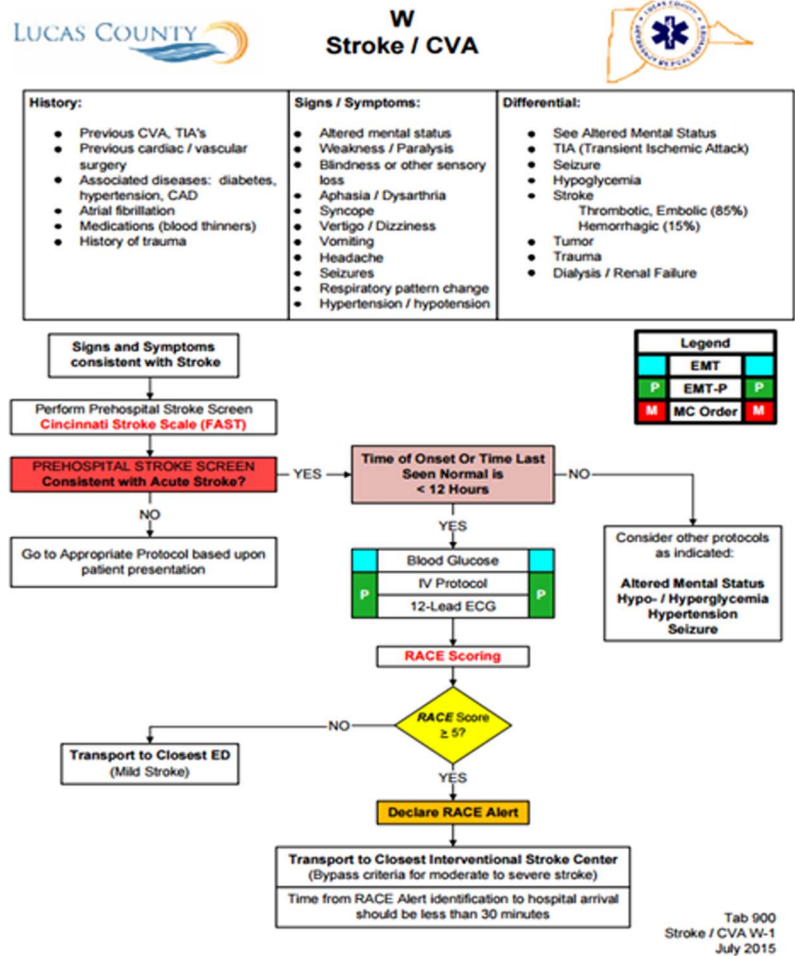 LUCAS COUNTY
W
Stroke / CVA
History:
● Previous CVA, TIA's
● Previous cardiac / vascular
surgery
● Associated diseases: diabetes,
hypertension, CAD
● Atrial fibrillation
● Medications (blood thinners)
● History of trauma
Signs / Symptoms:
● Altered mental status
● Weakness / Paralysis
● Blindness or other sensory
loss
● Aphasia / Dysarthria
● Syncope
● Vertigo / Dizziness
● Vomiting
● Headache
● Seizures
● Respiratory pattern change
● Hypertension / hypotension
Differential:
● See Altered Mental Status
● TIA (Transient Ischemic Attack)
● Seizure
● Hypoglycemia
● Stroke
Thrombotic, Embolic (85%)
Hemorrhagic (15%)
● Tumor
● Trauma
● Dialysis / Renal Failure
Legend
EMT
P EMT-P P
M MC Order M
Signs and Symptoms
consistent with Stroke
Perform Prehospital Stroke Screen
Cincinnati Stroke Scale (FAST)
PREHOSPITAL STROKE SCREEN
Consistent with Acute Stroke?
YES
NO
Go to Appropriate Protocol based upon
patient presentation
Time of Onset Or Time Last
Seen Normal is
< 12 Hours
NO
Consider other protocols
as indicated:
Altered Mental Status
Hypo- / Hyperglycemia
Hypertension
Seizure
YES
Blood Glucose
P IV Protocol P
12-Lead ECG
RACE Scoring
RACE Score
≥ 5?
NO
Transport to Closest ED
(Mild Stroke)
YES
Declare RACE Alert
Transport to Closest Interventional Stroke Center
(Bypass criteria for moderate to severe stroke)
Time from RACE Alert identification to hospital arrival
should be less than 30 minutes
Tab 900
Stroke / CVA W-1
July 2015